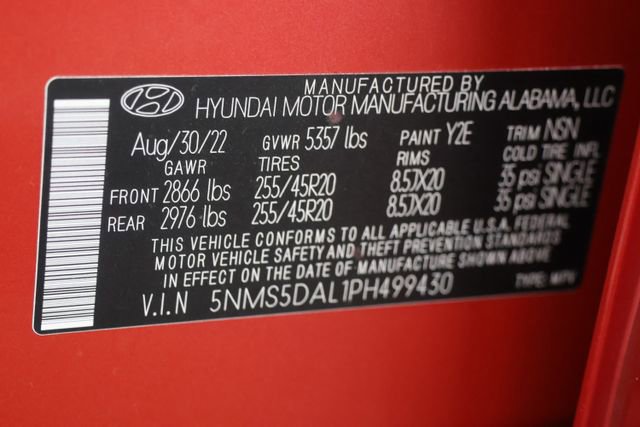 MANUFACTURED BY
HYUNDAI MOTOR MANUFACTURING ALABAMA, LLC
Aug/30/22 GVWR 5357 lbs PAINT Y2E TRIM NSN
GAWR TIRES RIMS COLD TIRE INFL
FRONT 2866 lbs 255/45R20 8.5JX20 35 psi SINGLE
REAR 2976 lbs 255/45R20 8.5JX20 35 psi SINGLE
THIS VEHICLE CONFORMS TO ALL APPLICABLE U.S.A. FEDERAL
MOTOR VEHICLE SAFETY AND THEFT PREVENTION STANDARDS
IN EFFECT ON THE DATE OF MANUFACTURE SHOWN ABOVE
V.I.N 5NMS5DAL1PH499430 TYPE: MPV